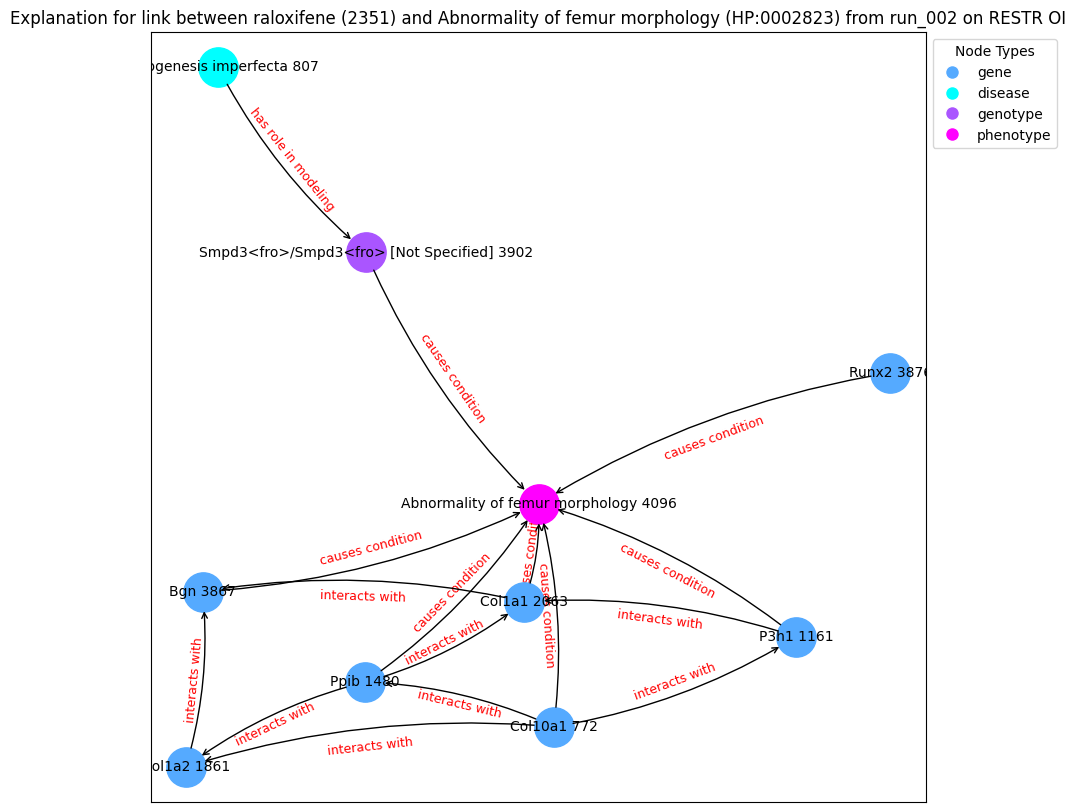 Explanation for link between raloxifene (2351) and Abnormality of femur morphology (HP:0002823) from run_002 on RESTR OI
Node Types
gene
disease
genotype
phenotype
ogenesis imperfecta 807
has role in modeling
Smpd3<fro>/Smpd3<fro> [Not Specified] 3902
causes condition
Runx2 3876
causes condition
Abnormality of femur morphology 4096
causes condition
causes condition
causes condition
causes condition
causes condition
Bgn 3867
interacts with
Col1a1 2063
interacts with
interacts with
P3h1 1161
interacts with
Ppib 1480
interacts with
interacts with
interacts with
Col10a1 772
interacts with
ol1a2 1861